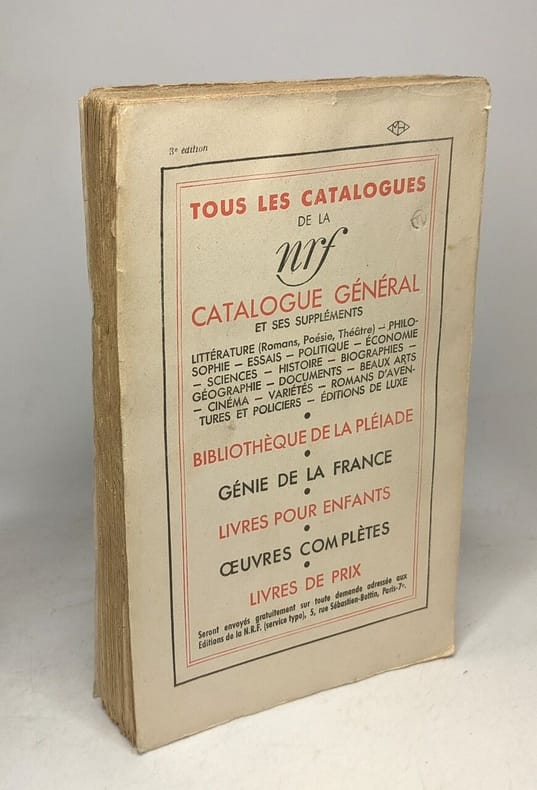 3e édition
MH
TOUS LES CATALOGUES
DE LA
nrf
CATALOGUE GÉNÉRAL
ET SES SUPPLÉMENTS
LITTÉRATURE (Romans, Poésie, Théâtre) — PHILO-
SOPHIE — ESSAIS — POLITIQUE — ÉCONOMIE
— SCIENCES — HISTOIRE — BIOGRAPHIES —
GÉOGRAPHIE — DOCUMENTS — BEAUX ARTS
— CINÉMA — VARIÉTÉS — ROMANS D'AVEN-
TURES ET POLICIERS — ÉDITIONS DE LUXE
•
BIBLIOTHÈQUE DE LA PLÉIADE
•
GÉNIE DE LA FRANCE
•
LIVRES POUR ENFANTS
•
ŒUVRES COMPLÈTES
•
LIVRES DE PRIX
Seront envoyés gratuitement sur toute demande adressée aux
Editions de la N.R.F. (service typo), 5, rue Sébastien-Bottin, Paris-7e.